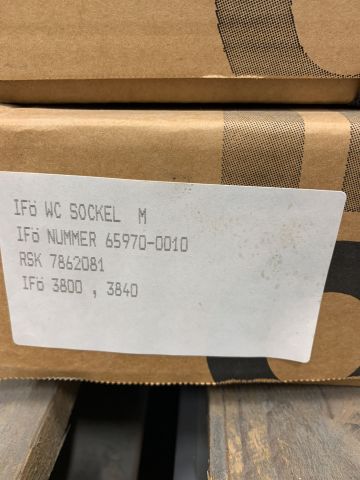 IFÖ WC SOCKEL M
IFÖ NUMMER 65970-0010
RSK 7862081
IFÖ 3800 , 3840